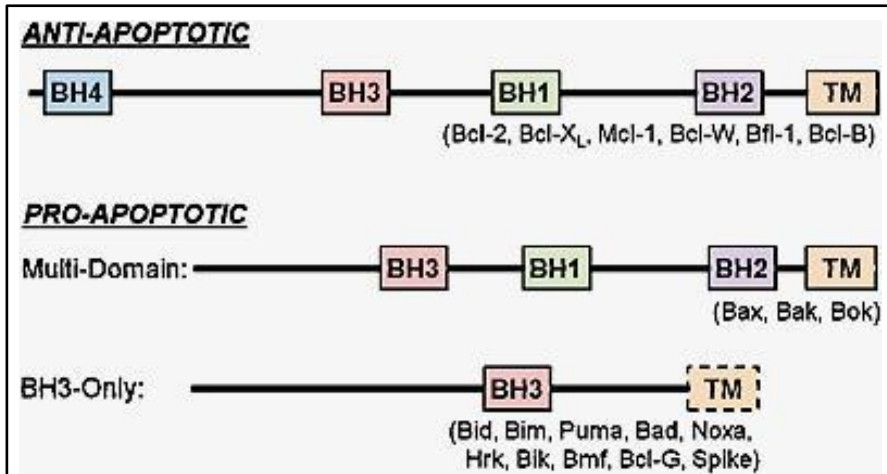 ANTI-APOPTOTIC
BH4 BH3 BH1 BH2 TM
(Bcl-2, Bcl-XL, Mcl-1, Bcl-W, Bfl-1, Bcl-B)
PRO-APOPTOTIC
Multi-Domain: BH3 BH1 BH2 TM
(Bax, Bak, Bok)
BH3-Only: BH3 TM
(Bid, Bim, Puma, Bad, Noxa,
Hrk, Bik, Bmf, Bcl-G, Spike)